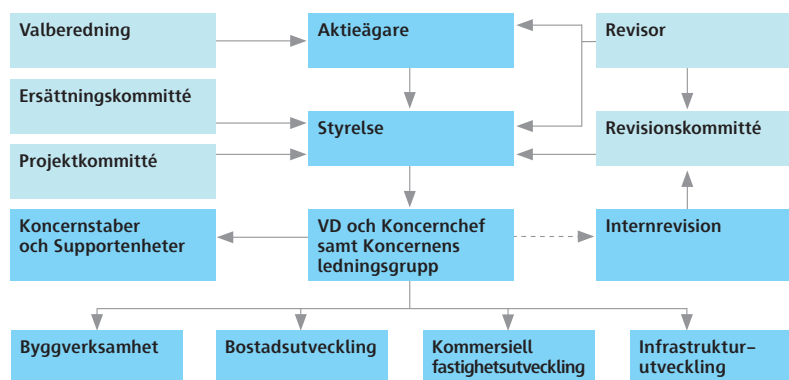 Valberedning
Aktieägare
Revisor
Ersättningskommitté
Styrelse
Revisionskommitté
Projektkommitté
Koncernstaber
och Supportenheter
VD och Koncernchef
samt Koncernens
ledningsgrupp
Internrevision
Byggverksamhet
Bostadsutveckling
Kommersiell
fastighetsutveckling
Infrastruktur–
utveckling